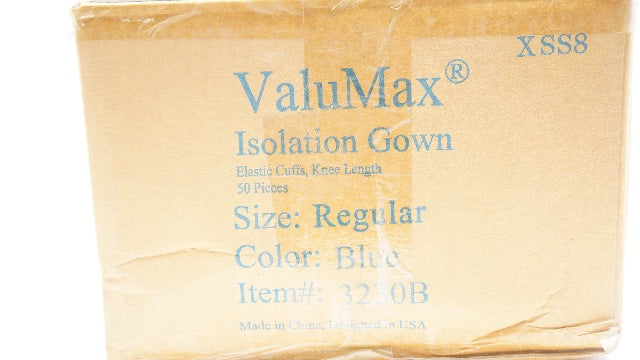 XSS8
ValuMax®
Isolation Gown
Elastic Cuffs, Knee Length
50 Pieces
Size: Regular
Color: Blue
Item#: 3230B
Made in China, Designed in USA